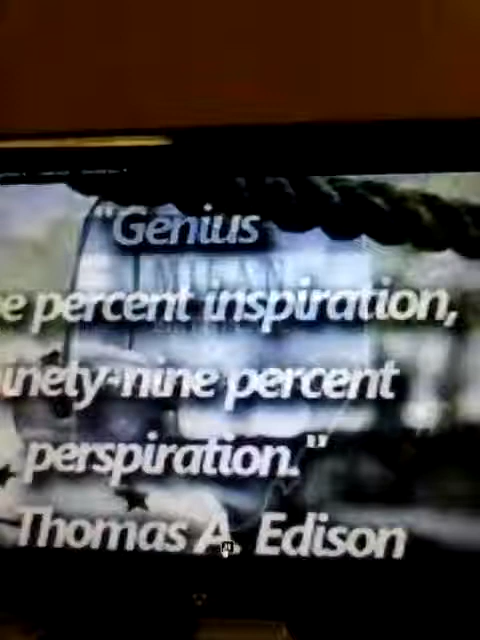 "Genius
e percent inspiration,
inety-nine percent
perspiration."
Thomas A. Edison